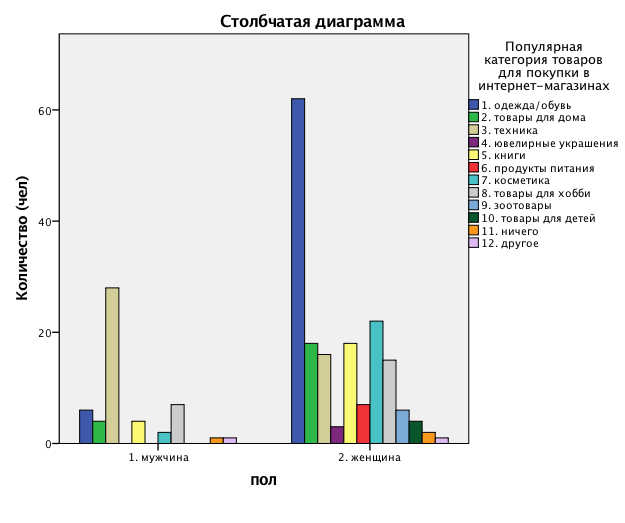 Столбчатая диаграмма
Популярная
категория товаров
для покупки в
интернет-магазинах
1. одежда/обувь
2. товары для дома
3. техника
4. ювелирные украшения
5. книги
6. продукты питания
7. косметика
8. товары для хобби
9. зоотовары
10. товары для детей
11. ничего
12. другое
Количество (чел)
60
40
20
0
1. мужчина
2. женщина
пол